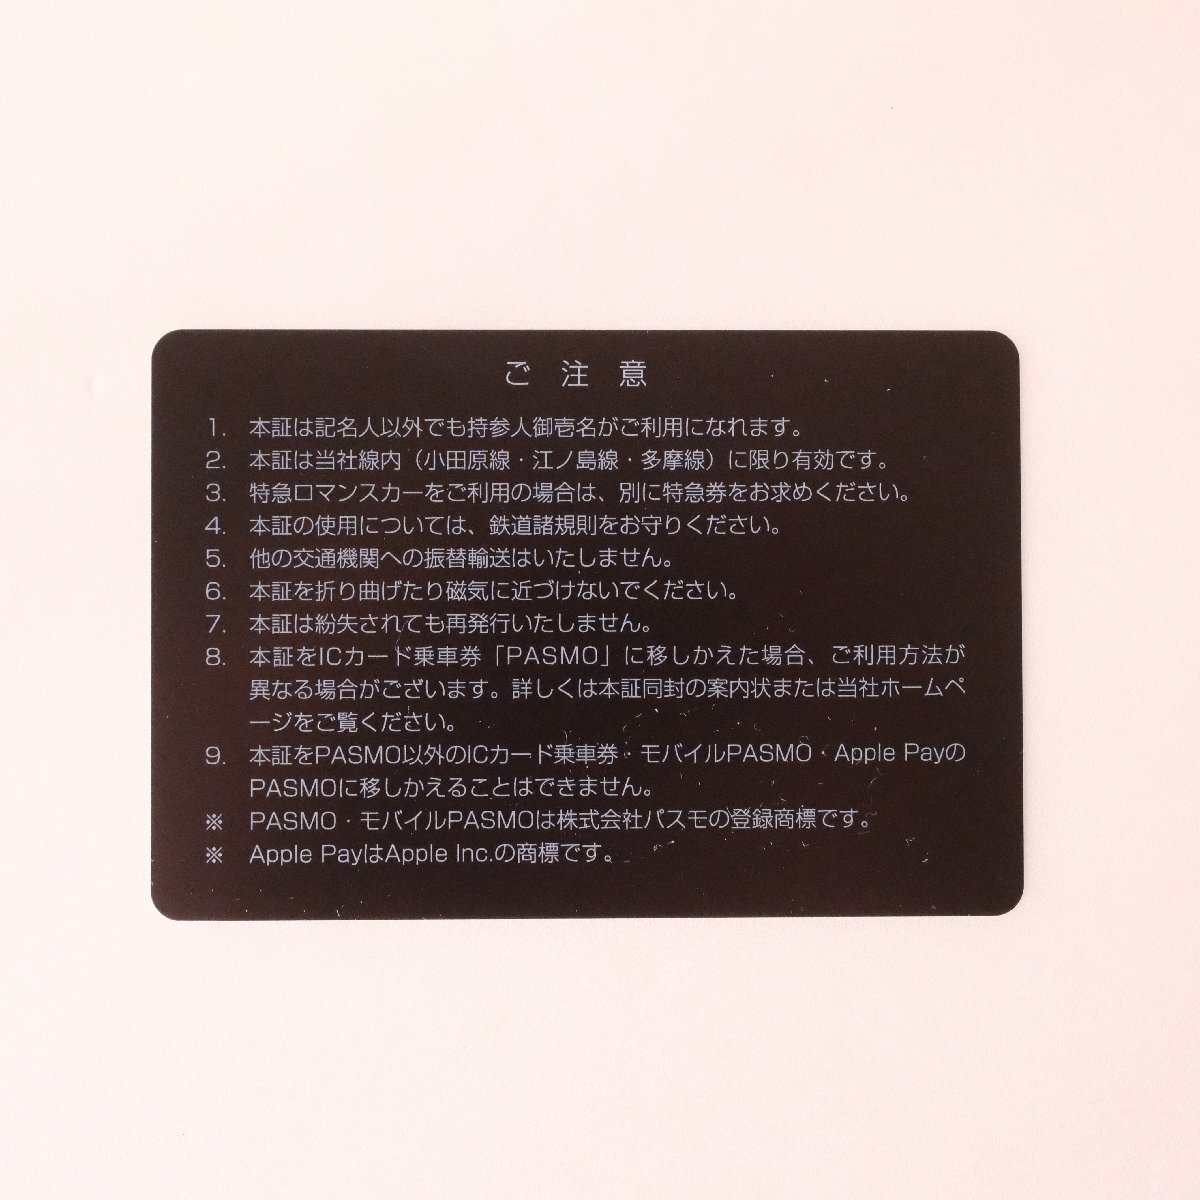 ご注意
1. 本証は記名人以外でも持参人御壱名がご利用になれます。
2. 本証は当社線内（小田原線・江ノ島線・多摩線）に限り有効です。
3. 特急ロマンスカーをご利用の場合は、別に特急券をお求めください。
4. 本証の使用については、鉄道諸規則をお守りください。
5. 他の交通機関への振替輸送はいたしません。
6. 本証を折り曲げたり磁気に近づけないでください。
7. 本証は紛失されても再発行いたしません。
8. 本証をICカード乗車券「PASMO」に移しかえた場合、ご利用方法が
異なる場合がございます。詳しくは本証同封の案内状または当社ホームペ
ージをご覧ください。
9. 本証をPASMO以外のICカード乗車券・モバイルPASMO・Apple Payの
PASMOに移しかえることはできません。
※ PASMO・モバイルPASMOは株式会社パスモの登録商標です。
※ Apple PayはApple Inc.の商標です。